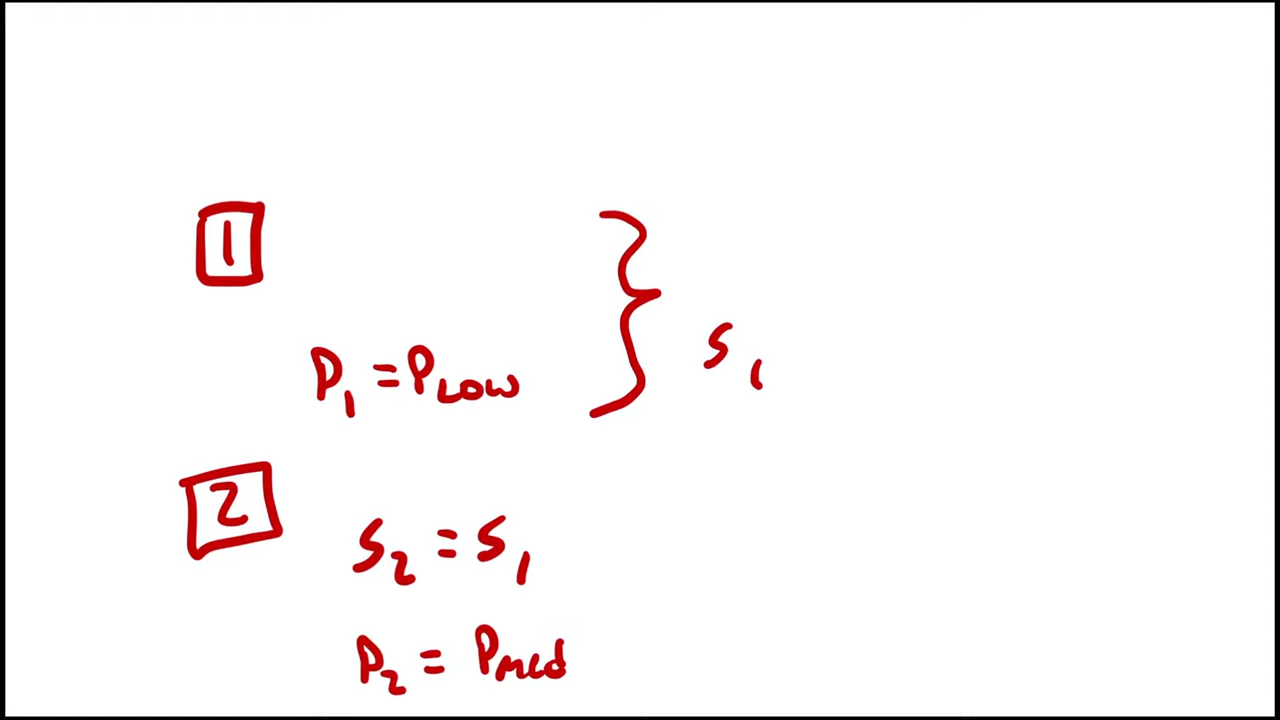 1
P₁ = PLOW
S₁
2
S₂ = S₁
P₂ = Pmed